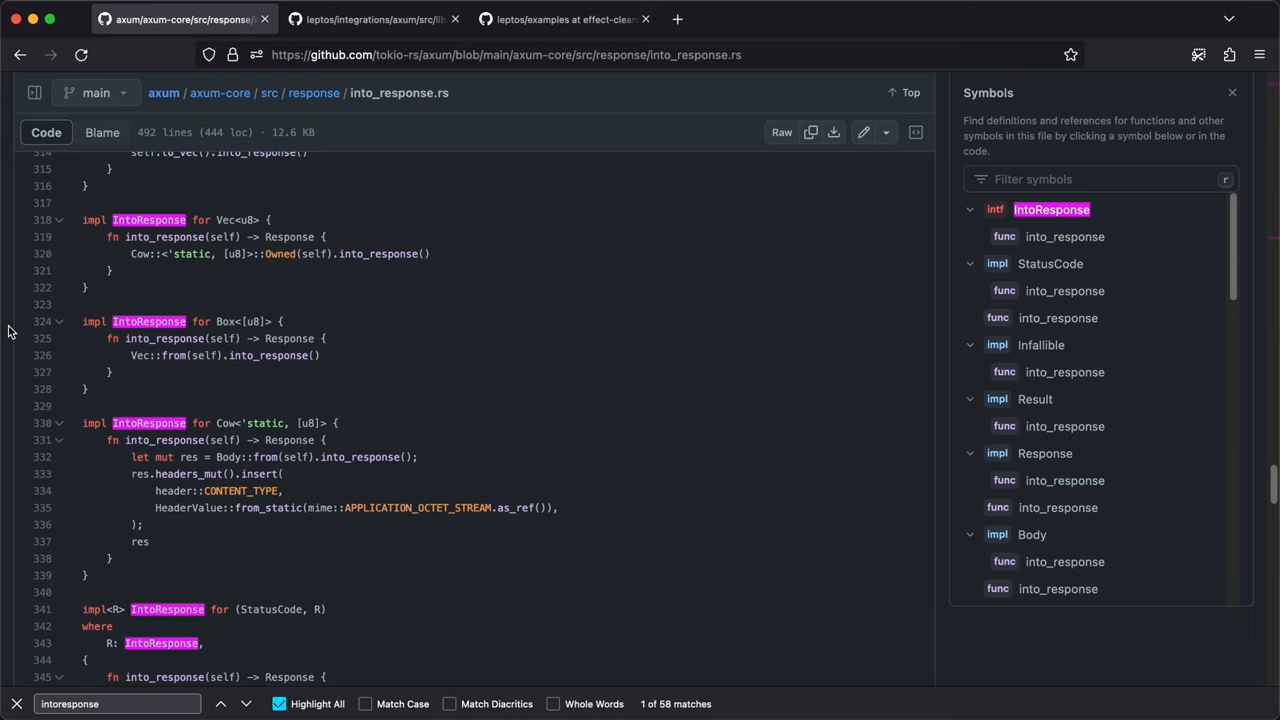 axum/axum-core/src/response/i
leptos/integrations/axum/src/lib
leptos/examples at effect-clean
https://github.com/tokio-rs/axum/blob/main/axum-core/src/response/into_response.rs
main
axum / axum-core / src / response / into_response.rs
Top
Code
Blame
492 lines (444 loc) · 12.6 KB
Raw
314 self.to_vec().into_response()
315 }
316 }
317
318 impl IntoResponse for Vec<u8> {
319 fn into_response(self) -> Response {
320 Cow::<'static, [u8]>::Owned(self).into_response()
321 }
322 }
323
324 impl IntoResponse for Box<[u8]> {
325 fn into_response(self) -> Response {
326 Vec::from(self).into_response()
327 }
328 }
329
330 impl IntoResponse for Cow<'static, [u8]> {
331 fn into_response(self) -> Response {
332 let mut res = Body::from(self).into_response();
333 res.headers_mut().insert(
334 header::CONTENT_TYPE,
335 HeaderValue::from_static(mime::APPLICATION_OCTET_STREAM.as_ref()),
336 );
337 res
338 }
339 }
340
341 impl<R> IntoResponse for (StatusCode, R)
342 where
343 R: IntoResponse,
344 {
345 fn into_response(self) -> Response {
Symbols
Find definitions and references for functions and other
symbols in this file by clicking a symbol below or in the
code.
Filter symbols
r
intf IntoResponse
func into_response
impl StatusCode
func into_response
func into_response
impl Infallible
func into_response
impl Result
func into_response
impl Response
func into_response
func into_response
impl Body
func into_response
func into_response
intoresponse
Highlight All
Match Case
Match Diacritics
Whole Words
1 of 58 matches